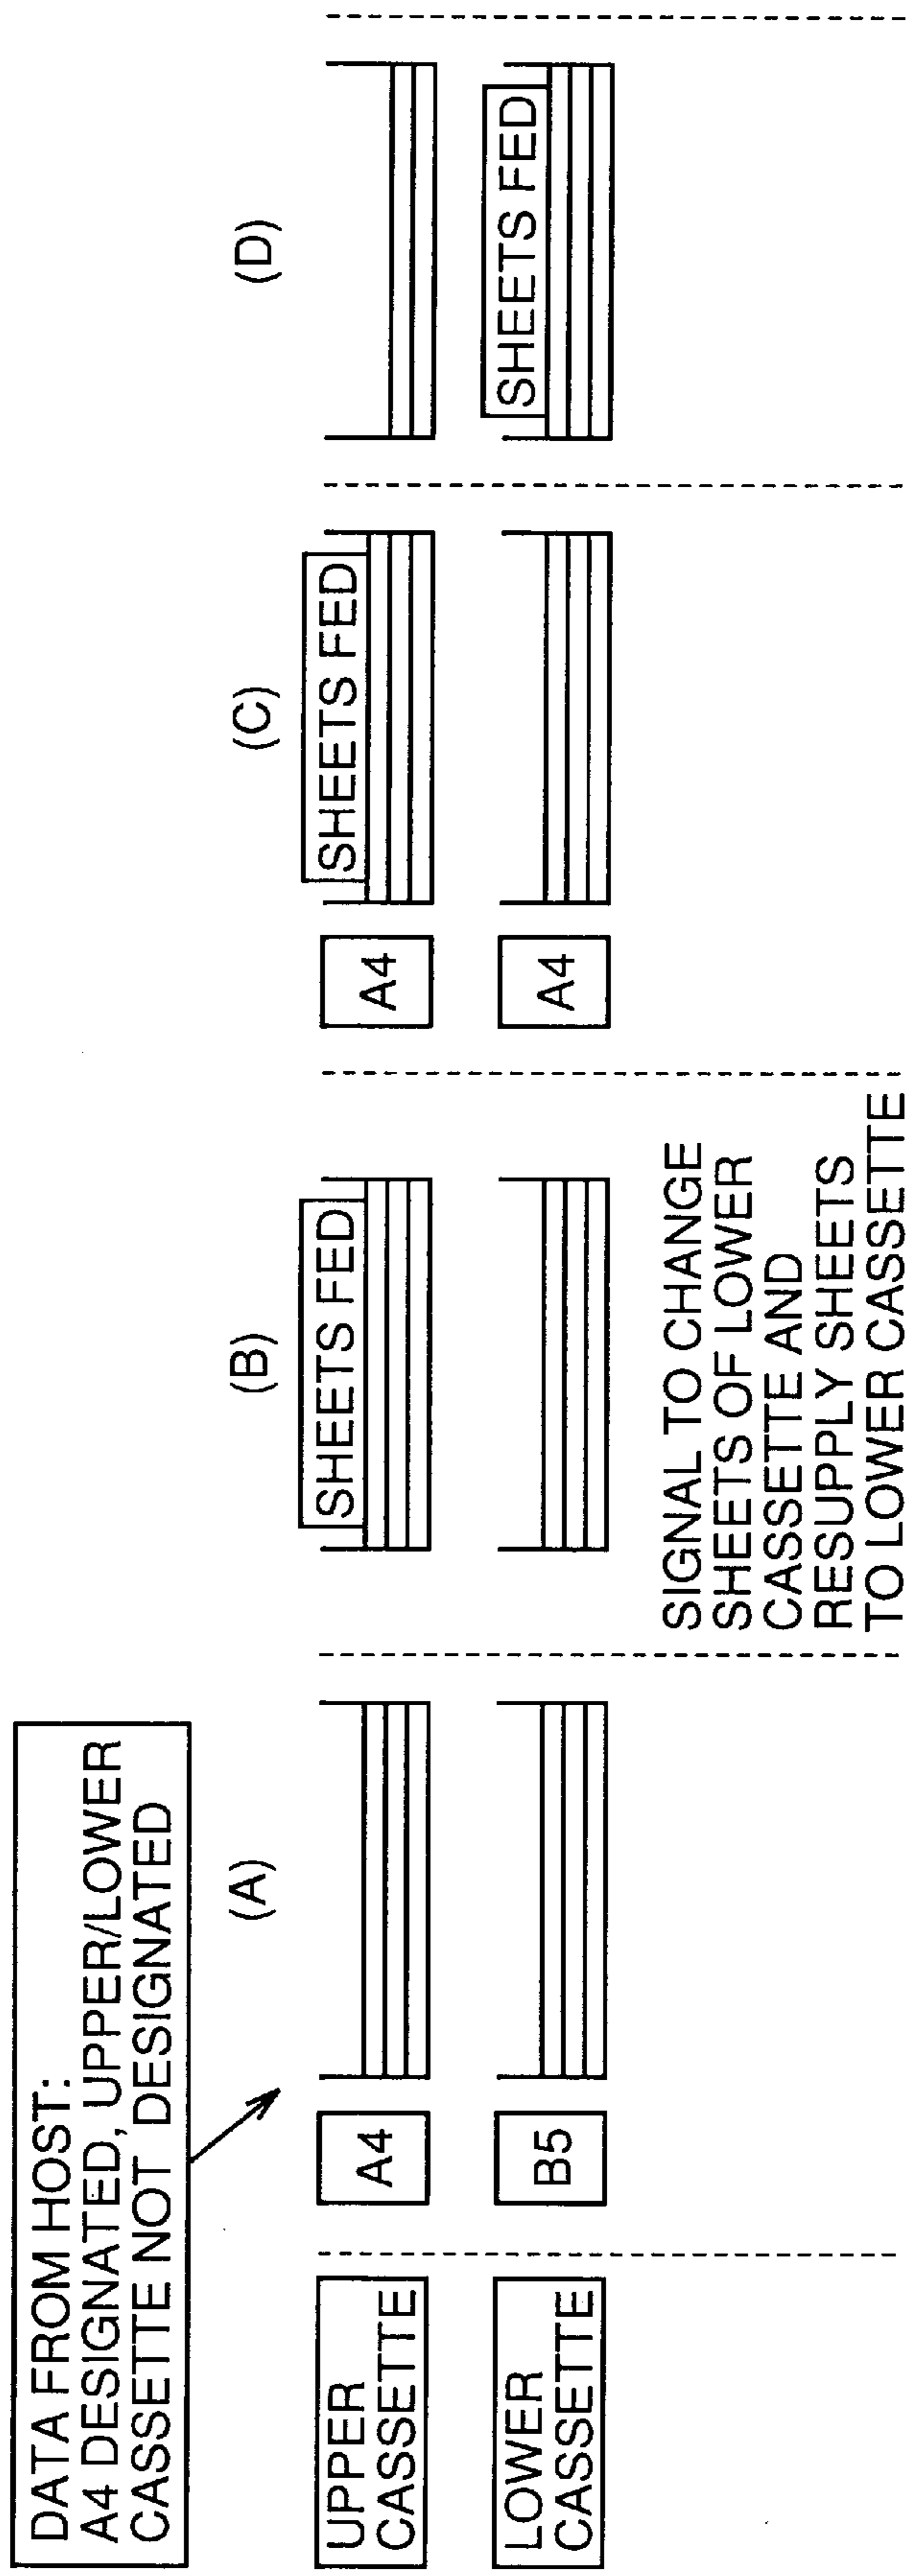 DATA FROM HOST:
A4 DESIGNATED, UPPER/LOWER
CASSETTE NOT DESIGNATED
(A)
(B)
(C)
(D)
UPPER
CASSETTE
A4
SHEETS FED
A4
SHEETS FED
LOWER
CASSETTE
B5
A4
SHEETS FED
SIGNAL TO CHANGE
SHEETS OF LOWER
CASSETTE AND
RESUPPLY SHEETS
TO LOWER CASSETTE